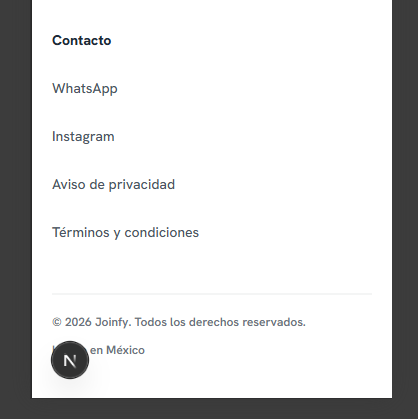 Contacto
WhatsApp
Instagram
Aviso de privacidad
Términos y condiciones
© 2026 Joinfy. Todos los derechos reservados.
N en México